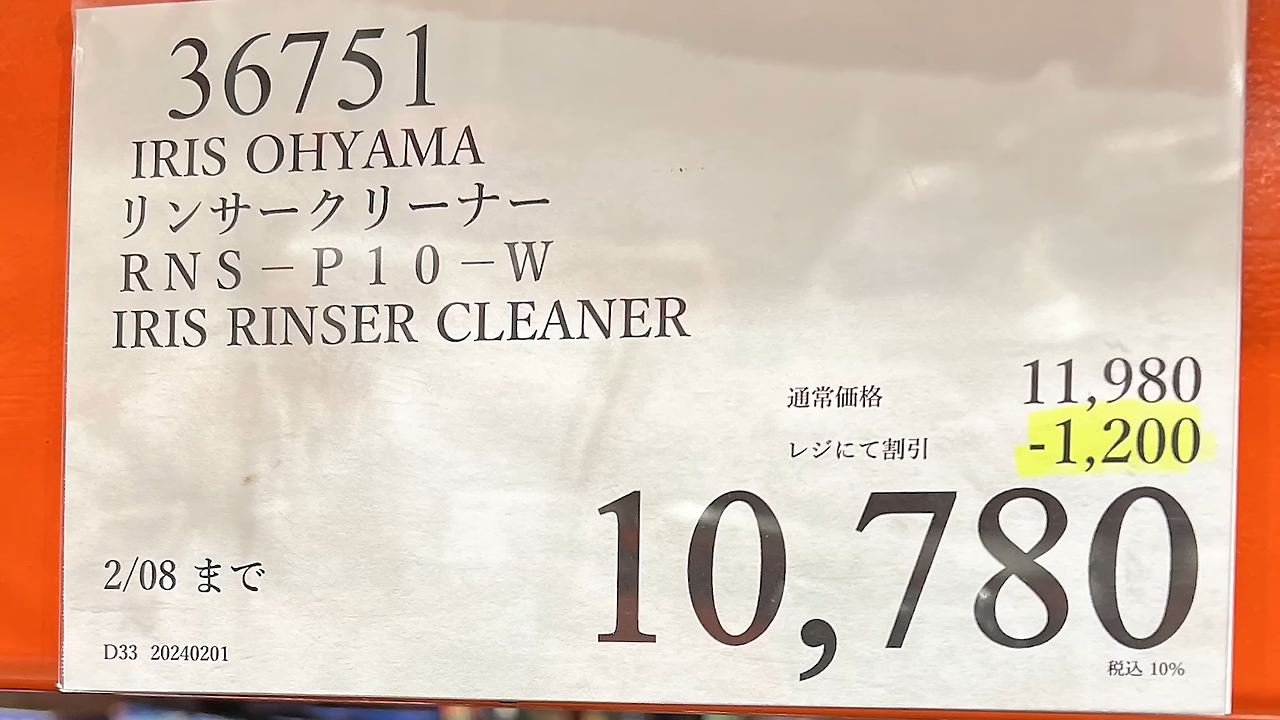 36751
IRIS OHYAMA
リンサークリーナー
ＲＮＳ－Ｐ１０－Ｗ
IRIS RINSER CLEANER
通常価格 11,980
レジにて割引 -1,200
10,780
2/08 まで
D33 20240201
税込 10%